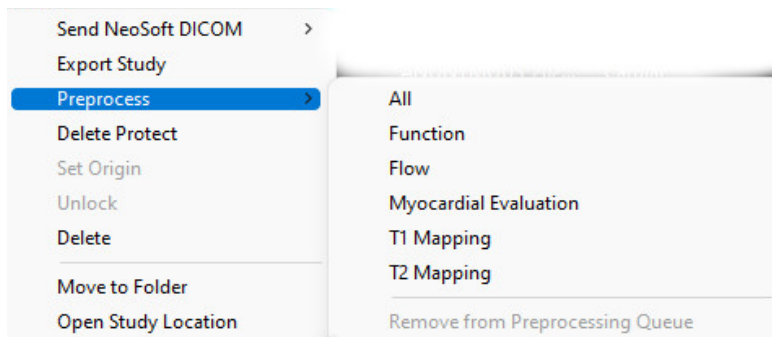 Send NeoSoft DICOM
Export Study
Preprocess
Delete Protect
Set Origin
Unlock
Delete
Move to Folder
Open Study Location
All
Function
Flow
Myocardial Evaluation
T1 Mapping
T2 Mapping
Remove from Preprocessing Queue